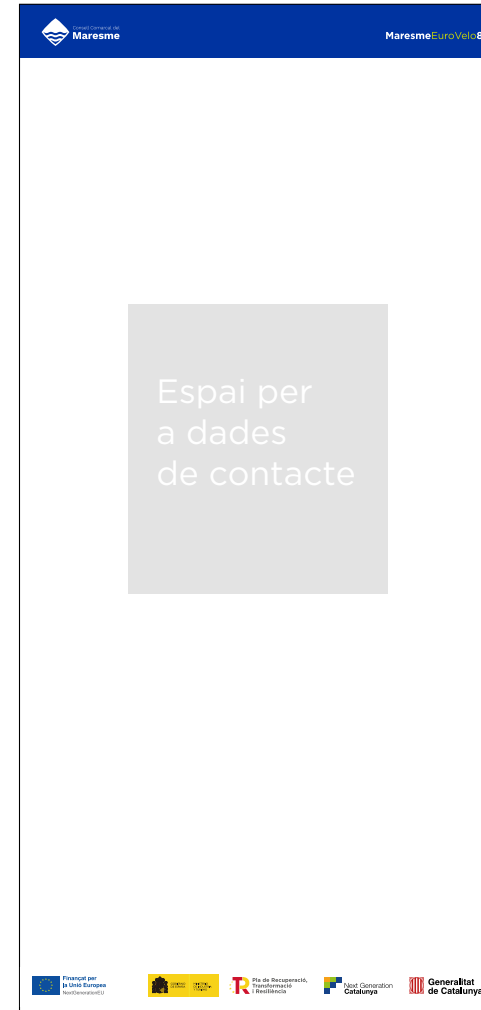 Consell Comarcal del
Maresme
MaresmeEuroVelo8
Espai per
a dades
de contacte
Finançat per
la Unió Europea
NextGenerationEU
Pla de Recuperació,
Transformació
i Resiliència
Next Generation
Catalunya
Generalitat
de Catalunya